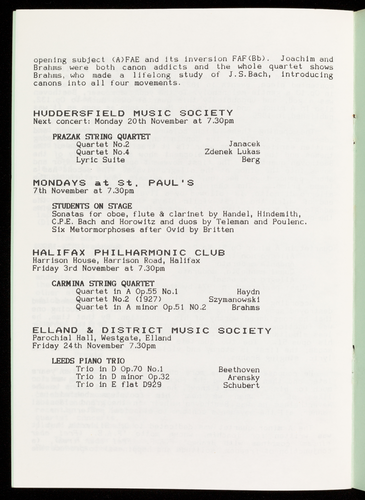 opening subject (A)FAE and its inversion FAF(Bb). Joachim and
Brahms were both canon addicts and the whole quartet shows
Brahms, who made a lifelong study of J.S.Bach, introducing
canons into all four movements.
HUDDERSFIELD MUSIC SOCIETY
Next concert: Monday 20th November at 7.30pm
PRAZAK STRING QUARTET
Quartet No.2 Janacek
Quartet No.4 Zdenek Lukas
Lyric Suite Berg
MONDAYS at St. PAUL'S
7th November at 7.30pm
STUDENTS ON STAGE
Sonatas for oboe, flute & clarinet by Handel, Hindemith,
C.P.E. Bach and Horowitz and duos by Teleman and Poulenc.
Six Metormorphoses after Ovid by Britten
HALIFAX PHILHARMONIC CLUB
Harrison House, Harrison Road, Halifax
Friday 3rd November at 7.30pm
CARMINA STRING QUARTET
Quartet in A Op.55 No.1 Haydn
Quartet No.2 (1927) Szymanowski
Quartet in A minor Op.51 NO.2 Brahms
ELLAND & DISTRICT MUSIC SOCIETY
Parochial Hall, Westgate, Elland
Friday 24th November 7.30pm
LEEDS PIANO TRIO
Trio in D Op.70 No.1 Beethoven
Trio in D minor Op.32 Arensky
Trio in E flat D929 Schubert